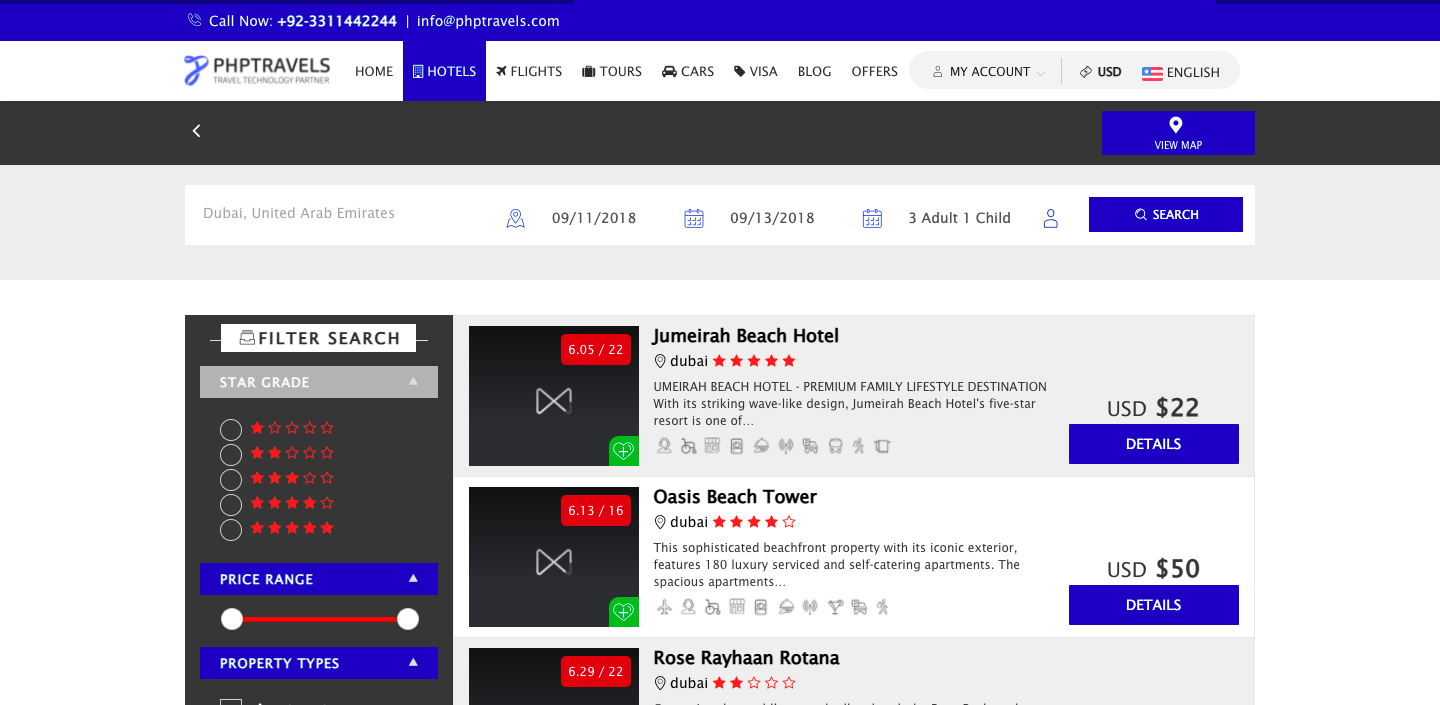 Call Now: +92-3311442244 | info@phptravels.com
PHPTRAVELS
TRAVEL TECHNOLOGY PARTNER
HOME HOTELS FLIGHTS TOURS CARS VISA BLOG OFFERS MY ACCOUNT USD ENGLISH
VIEW MAP
Dubai, United Arab Emirates 09/11/2018 09/13/2018 3 Adult 1 Child SEARCH
FILTER SEARCH
STAR GRADE
PRICE RANGE
PROPERTY TYPES
6.05 / 22
Jumeirah Beach Hotel
dubai
UMEIRAH BEACH HOTEL - PREMIUM FAMILY LIFESTYLE DESTINATION
With its striking wave-like design, Jumeirah Beach Hotel's five-star
resort is one of...
USD $22
DETAILS
6.13 / 16
Oasis Beach Tower
dubai
This sophisticated beachfront property with its iconic exterior,
features 180 luxury serviced and self-catering apartments. The
spacious apartments...
USD $50
DETAILS
6.29 / 22
Rose Rayhaan Rotana
dubai